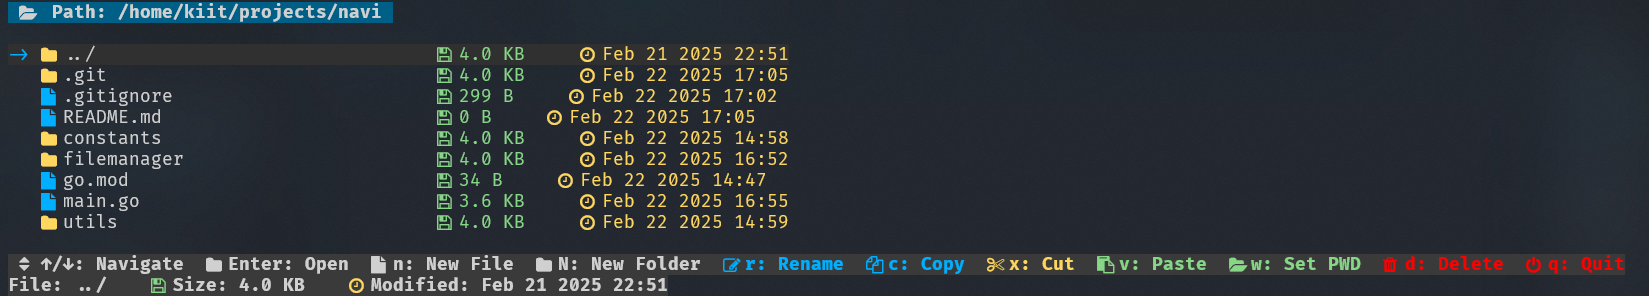 Path: /home/kiit/projects/navi
→ ../ 4.0 KB Feb 21 2025 22:51
.git 4.0 KB Feb 22 2025 17:05
.gitignore 299 B Feb 22 2025 17:02
README.md 0 B Feb 22 2025 17:05
constants 4.0 KB Feb 22 2025 14:58
filemanager 4.0 KB Feb 22 2025 16:52
go.mod 34 B Feb 22 2025 14:47
main.go 3.6 KB Feb 22 2025 16:55
utils 4.0 KB Feb 22 2025 14:59
↑/↓: Navigate Enter: Open n: New File N: New Folder r: Rename c: Copy x: Cut v: Paste w: Set PWD d: Delete q: Quit
File: ../ Size: 4.0 KB Modified: Feb 21 2025 22:51